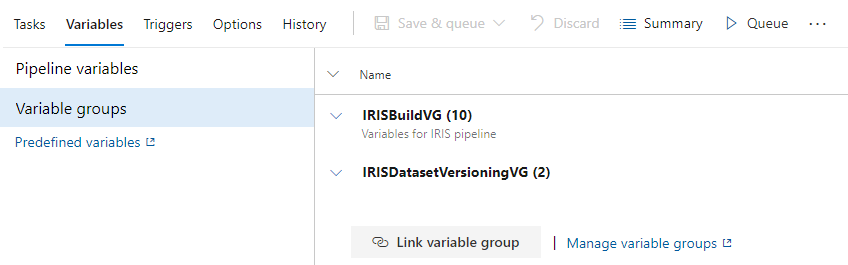 Tasks Variables Triggers Options History Save & queue Discard Summary Queue ...
Pipeline variables
Name
Variable groups
IRISBuildVG (10)
Variables for IRIS pipeline
Predefined variables
IRISDatasetVersioningVG (2)
Link variable group | Manage variable groups